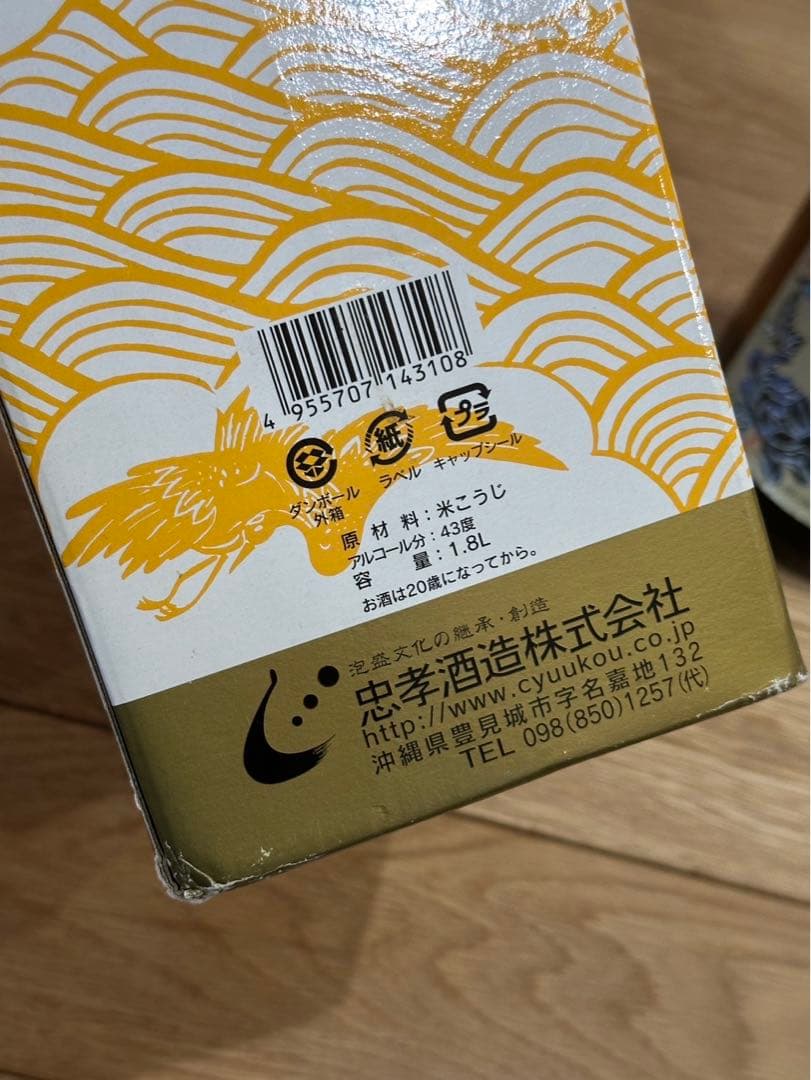 4 955707 143108
プラ
紙
ダンボール
外箱
ラベル
キャップシール
原材料：米こうじ
アルコール分：43度
容量：1.8L
お酒は20歳になってから。
泡盛文化の継承・創造
忠孝酒造株式会社
http://www.cyuukou.co.jp
沖縄県豊見城市字名嘉地132
TEL 098(850)1257(代)